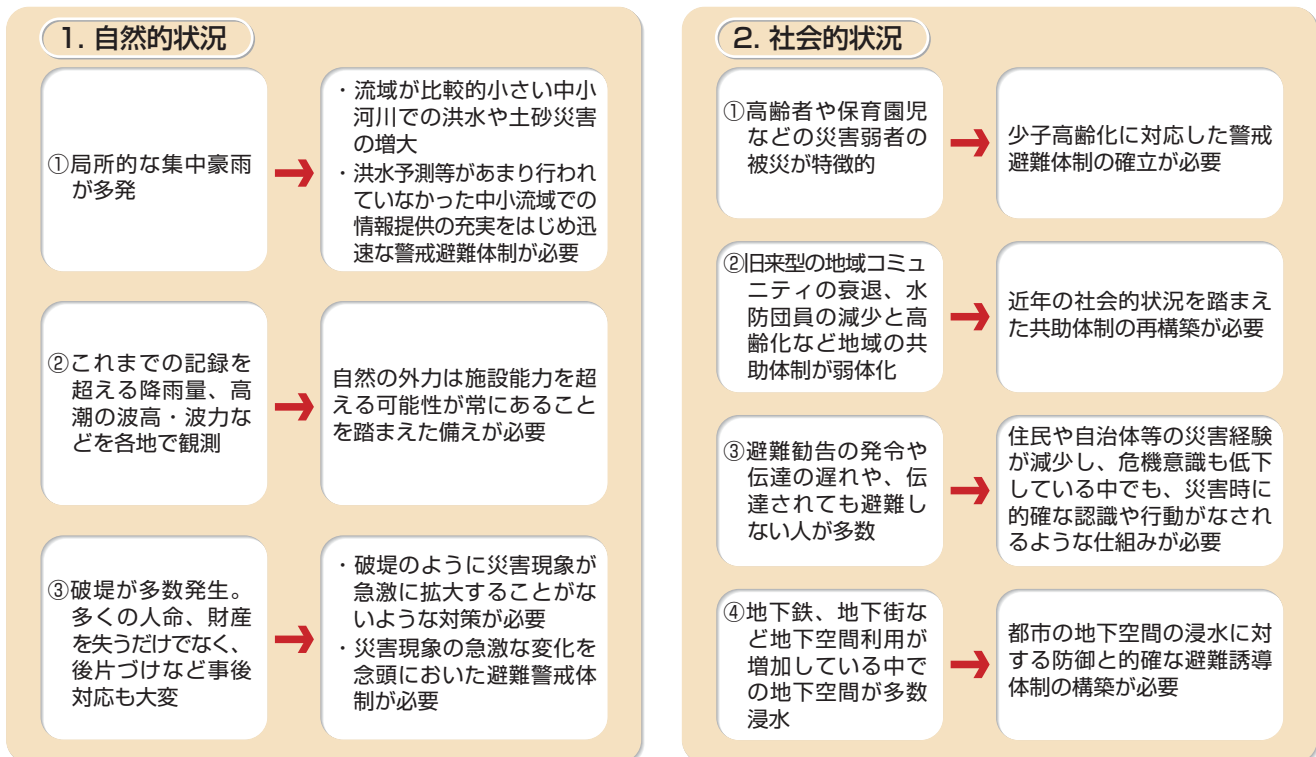 1. 自然的状況
①局所的な集中豪雨
が多発
・流域が比較的小さい中小
河川での洪水や土砂災害
の増大
・洪水予測等があまり行われ
ていなかった中小流域での
情報提供の充実をはじめ迅
速な警戒避難体制が必要
②これまでの記録を
超える降雨量、高
潮の波高・波力な
どを各地で観測
自然の外力は施設能力を超
える可能性が常にあること
を踏まえた備えが必要
③破堤が多数発生。
多くの人命、財産
を失うだけでなく、
後片づけなど事後
対応も大変
・破堤のように災害現象が
急激に拡大することがな
いような対策が必要
・災害現象の急激な変化を
念頭においた避難警戒体
制が必要
2. 社会的状況
①高齢者や保育園児
などの災害弱者の
被災が特徴的
少子高齢化に対応した警戒
避難体制の確立が必要
②旧来型の地域コミュ
ニティの衰退、水
防団員の減少と高
齢化など地域の共
助体制が弱体化
近年の社会的状況を踏まえ
た共助体制の再構築が必要
③避難勧告の発令や
伝達の遅れや、伝
達されても避難し
ない人が多数
住民や自治体等の災害経験
が減少し、危機意識も低下
している中でも、災害時に
的確な認識や行動がなされ
るような仕組みが必要
④地下鉄、地下街な
ど地下空間利用が
増加している中で
の地下空間が多数
浸水
都市の地下空間の浸水に対
する防御と的確な避難誘導
体制の構築が必要